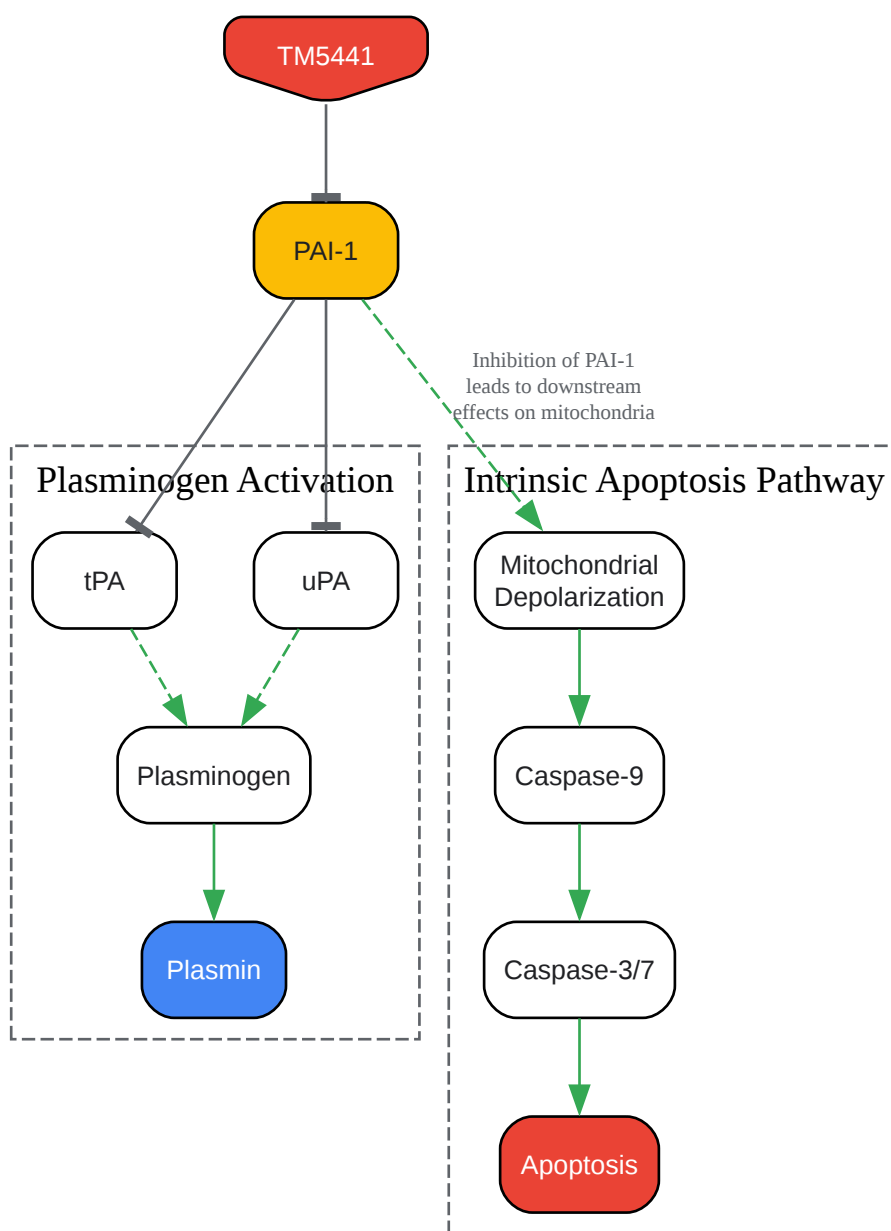 TM5441
PAI-1
Inhibition of PAI-1
leads to downstream
effects on mitochondria
Plasminogen Activation
Intrinsic Apoptosis Pathway
tPA
uPA
Mitochondrial
Depolarization
Plasminogen
Caspase-9
Plasmin
Caspase-3/7
Apoptosis